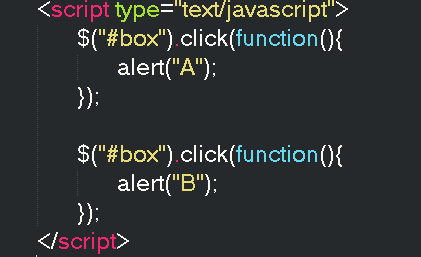 <script type="text/javascript">
$("#box").click(function(){
alert("A");
});
$("#box").click(function(){
alert("B");
});
</script>